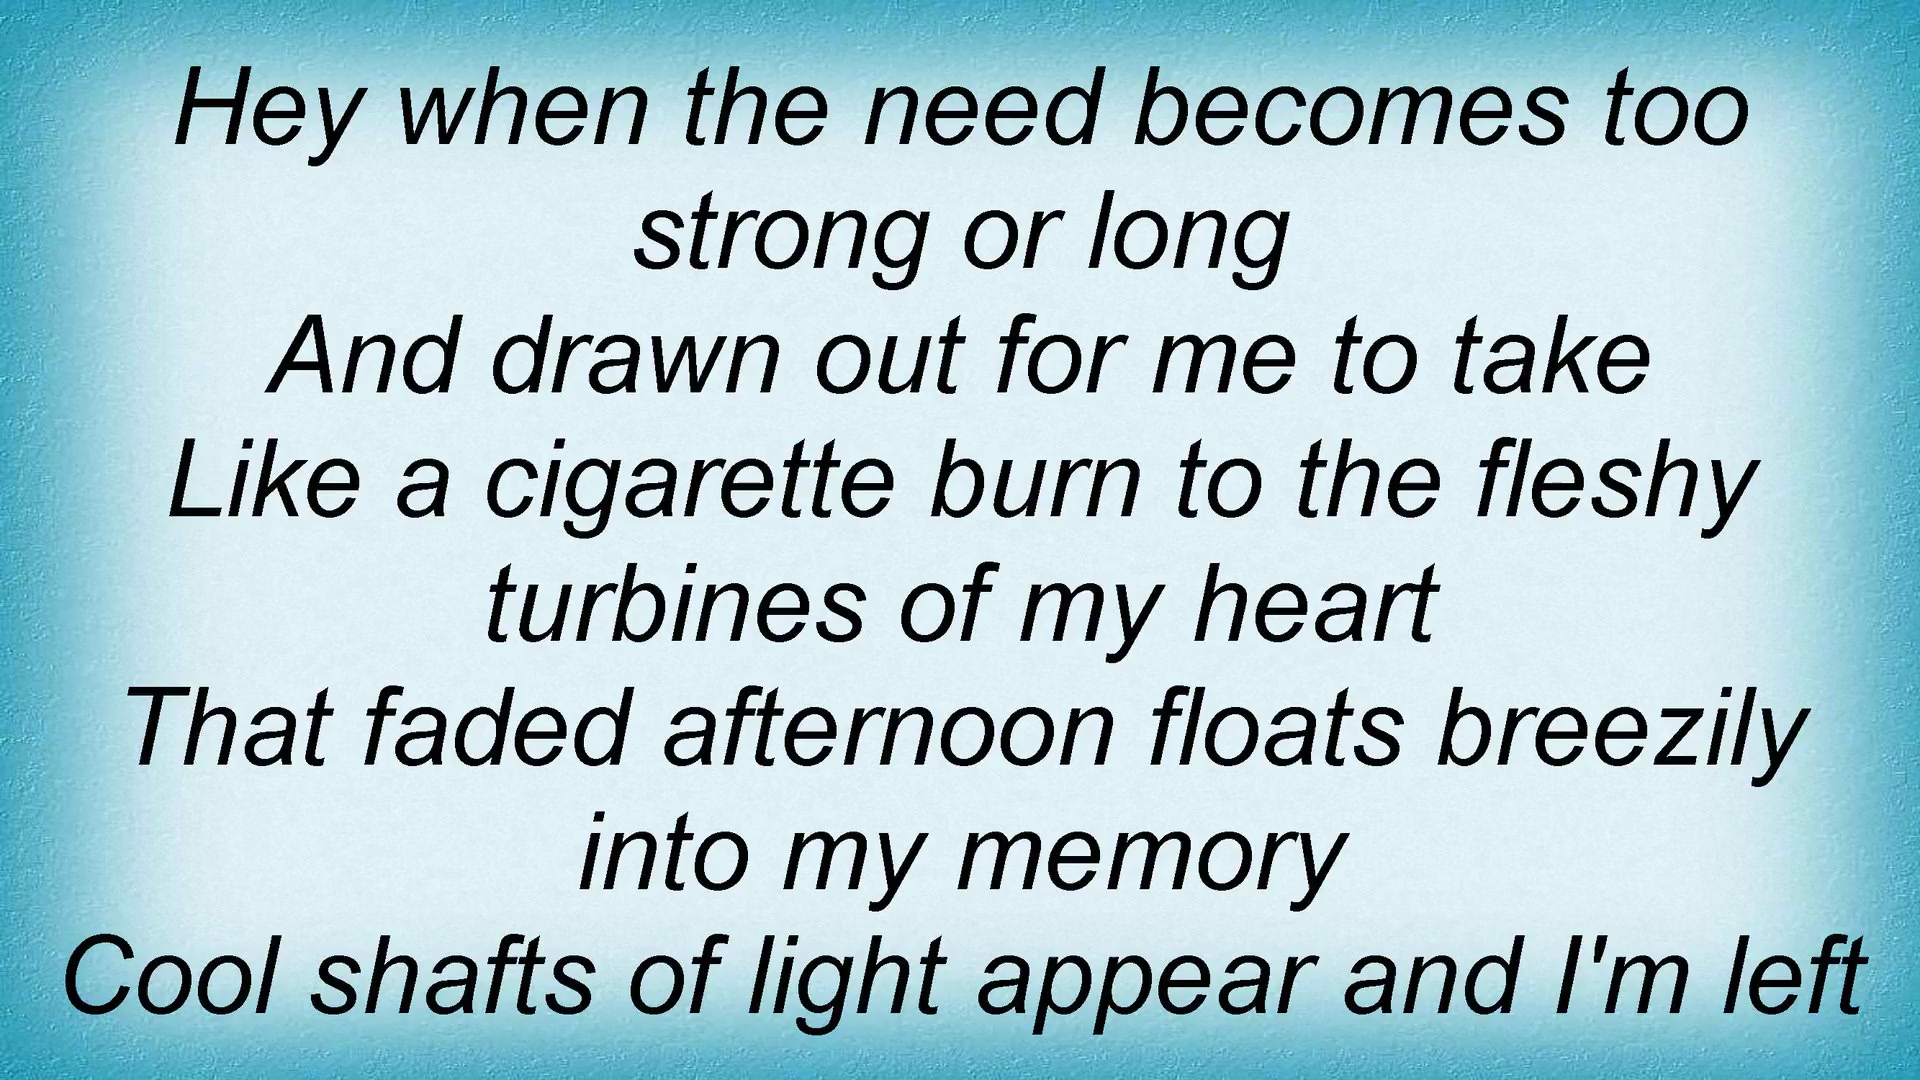 Hey when the need becomes too
strong or long
And drawn out for me to take
Like a cigarette burn to the fleshy
turbines of my heart
That faded afternoon floats breezily
into my memory
Cool shafts of light appear and I'm left